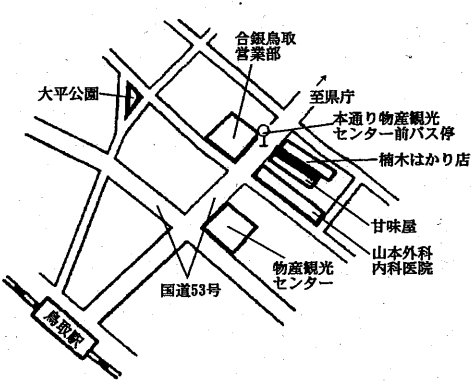 合銀鳥取
営業部
大平公園
至県庁
本通り物産観光
センター前バス停
楠木はかり店
甘味屋
山本外科
内科医院
物産観光
センター
国道53号
鳥取駅